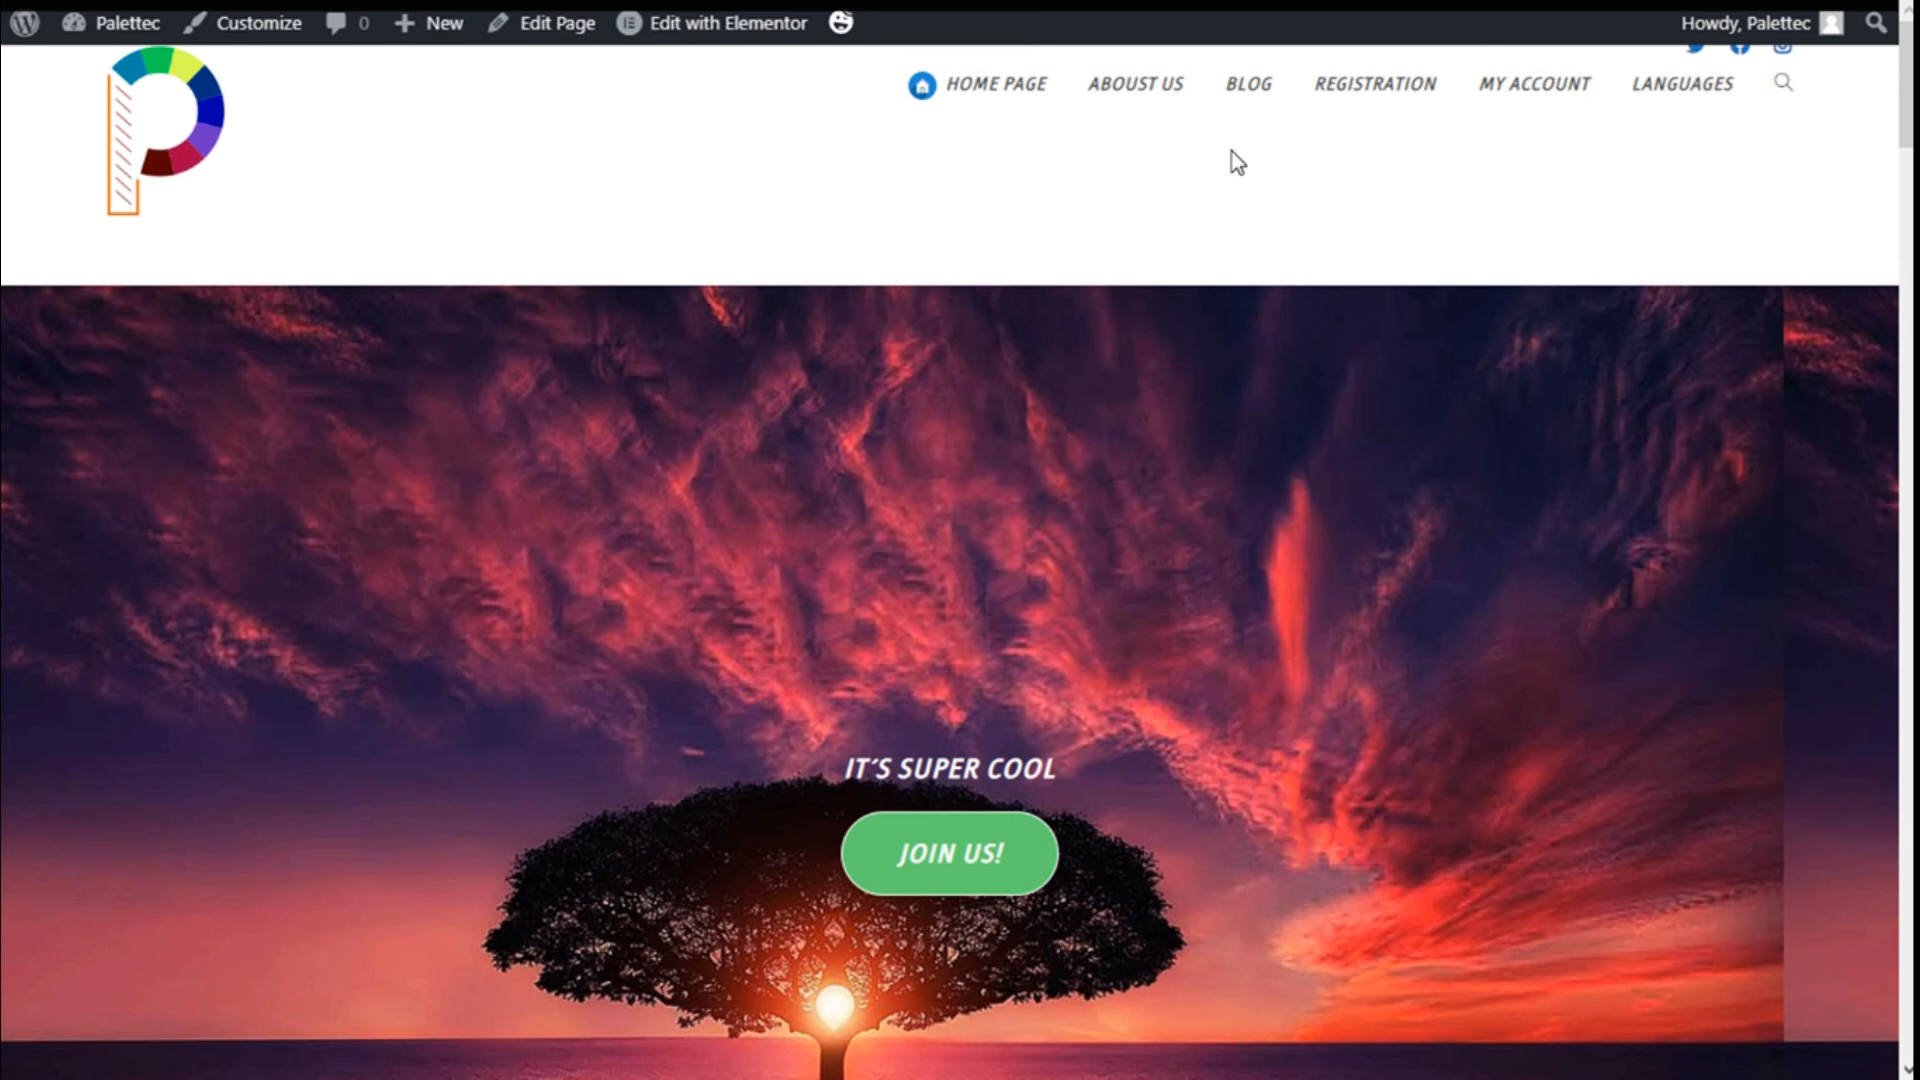 Palettec Customize 0 New Edit Page Edit with Elementor Howdy, Palettec
HOME PAGE ABOUST US BLOG REGISTRATION MY ACCOUNT LANGUAGES
IT'S SUPER COOL
JOIN US!